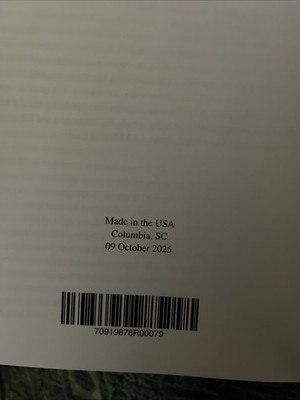 Made in the USA
Columbia, SC
09 October 2025
70919878R00079